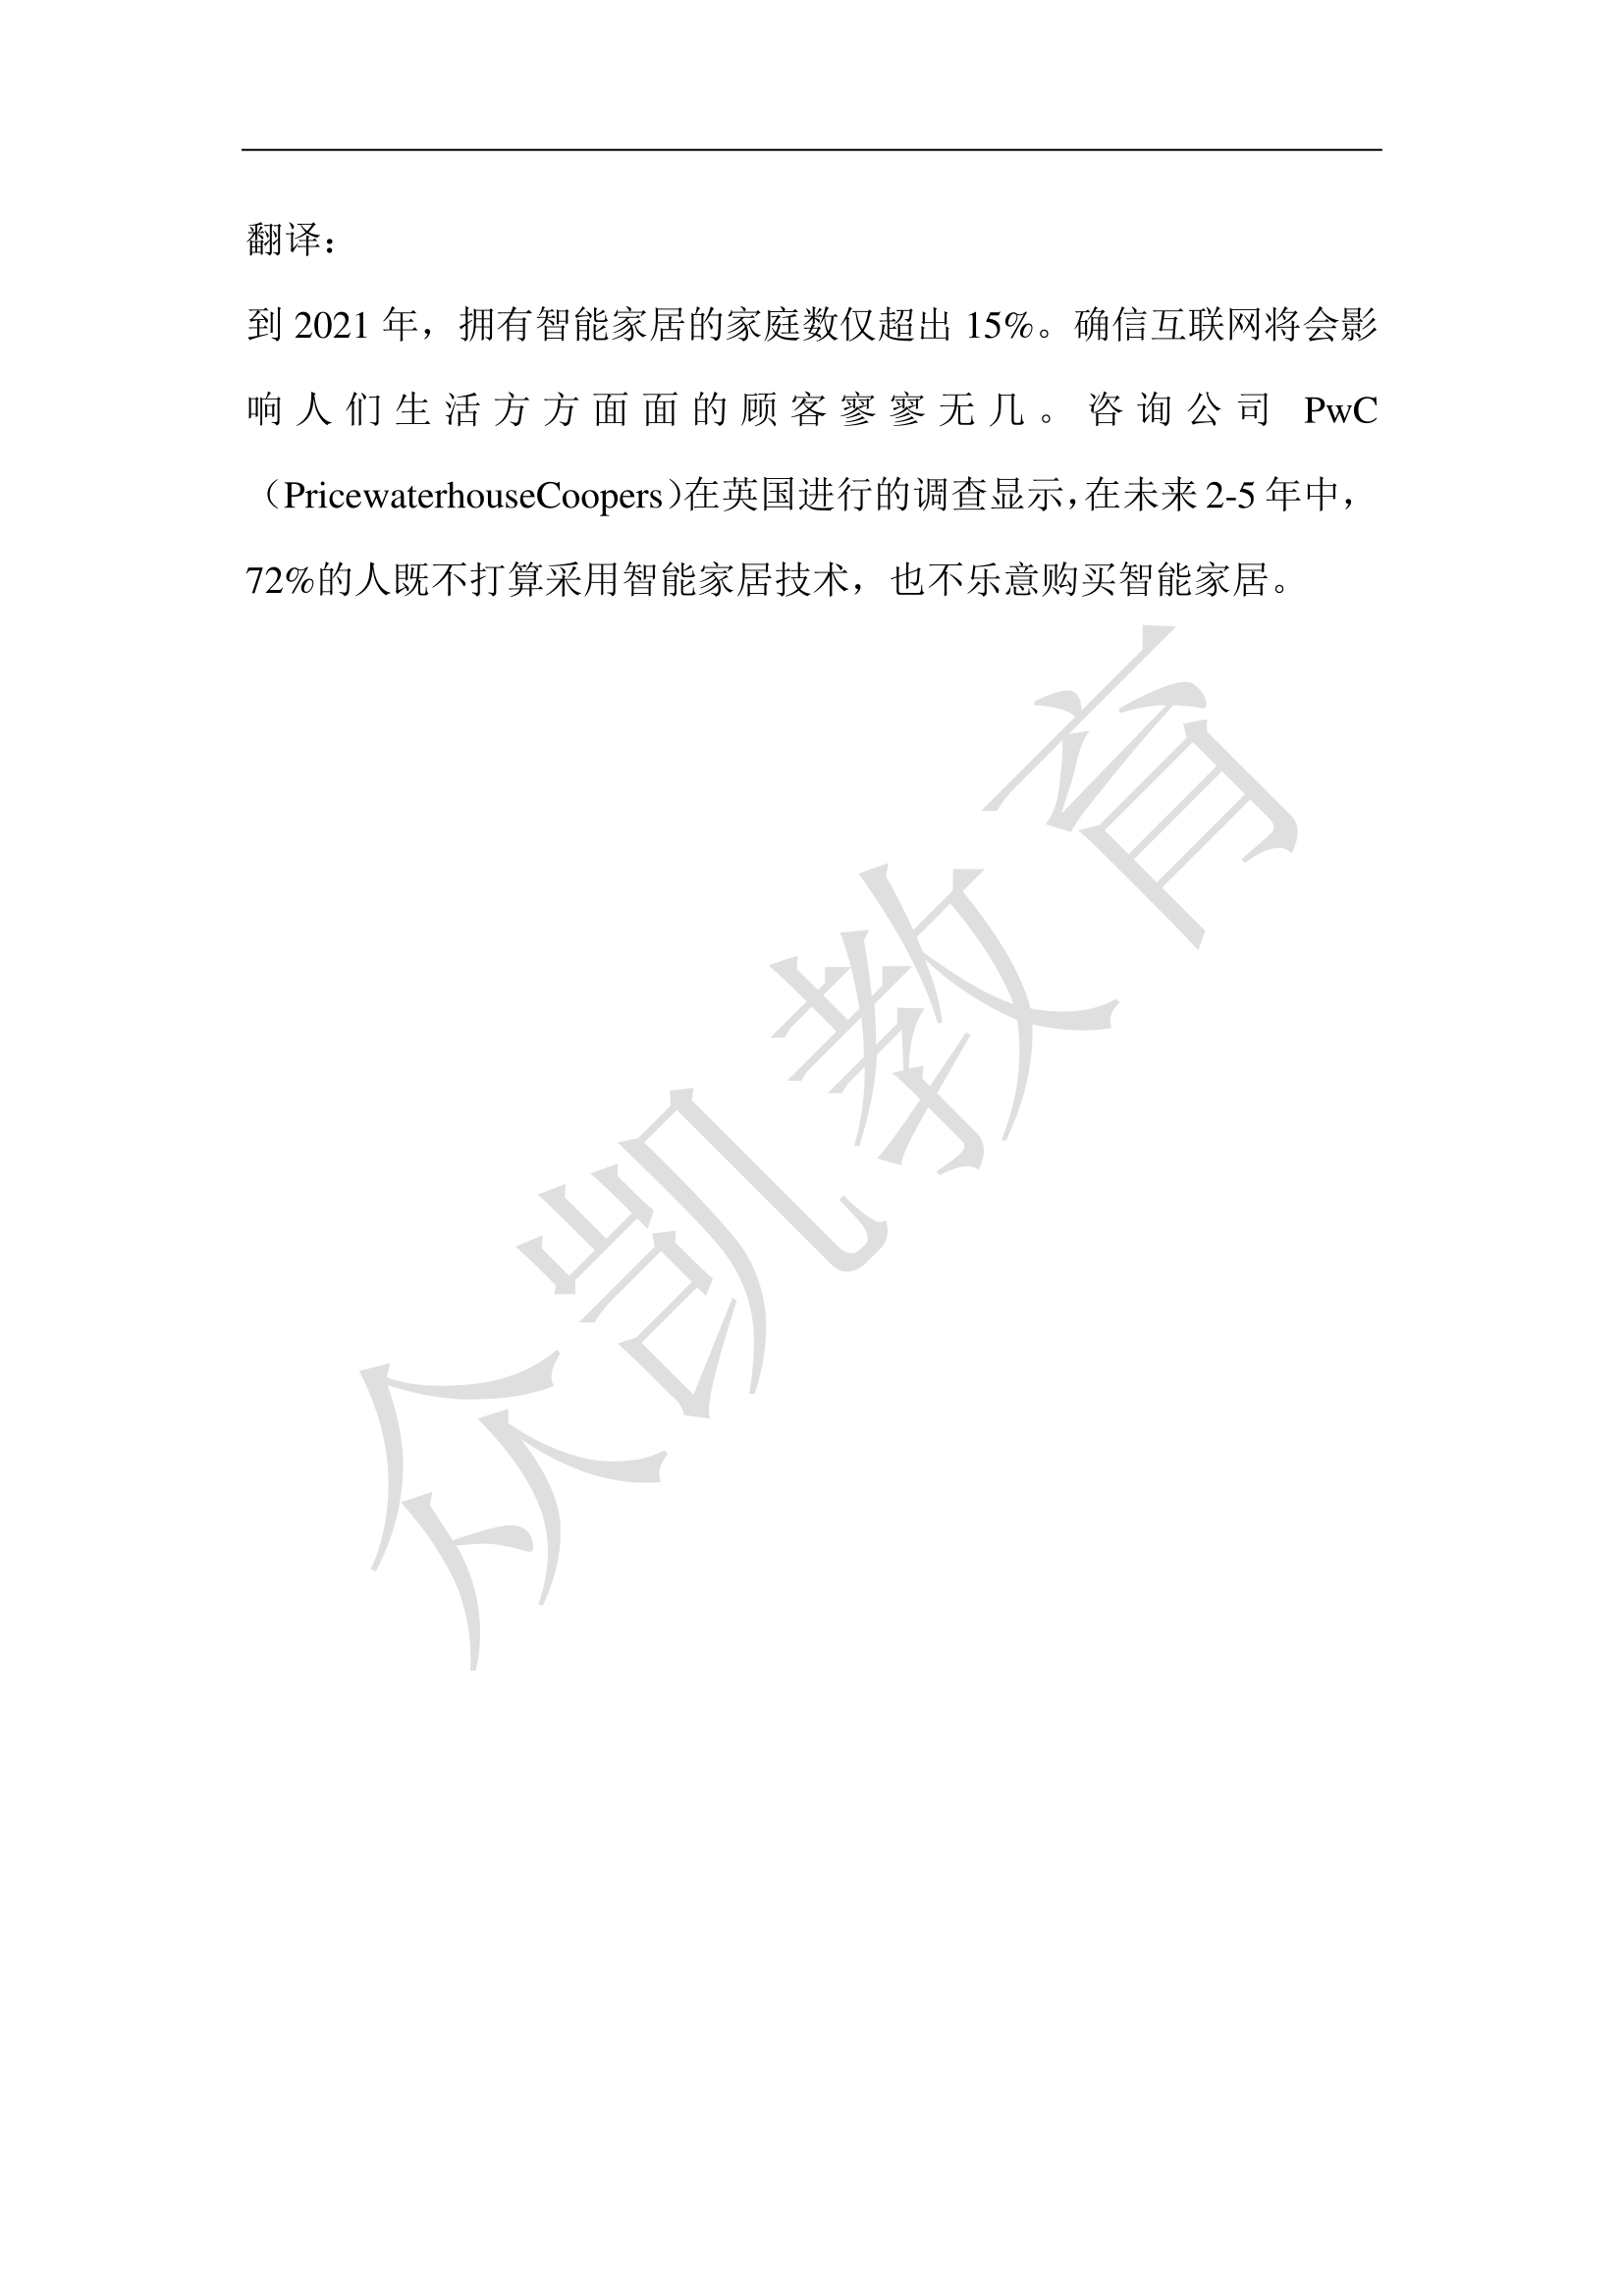 翻译：
到 2021 年，拥有智能家居的家庭数仅超出 15%。确信互联网将会影
响人们生活方方面面的顾客寥寥无几。咨询公司 PwC
（PricewaterhouseCoopers）在英国进行的调查显示，在未来 2-5 年中，
72%的人既不打算采用智能家居技术，也不乐意购买智能家居。
众凯教育